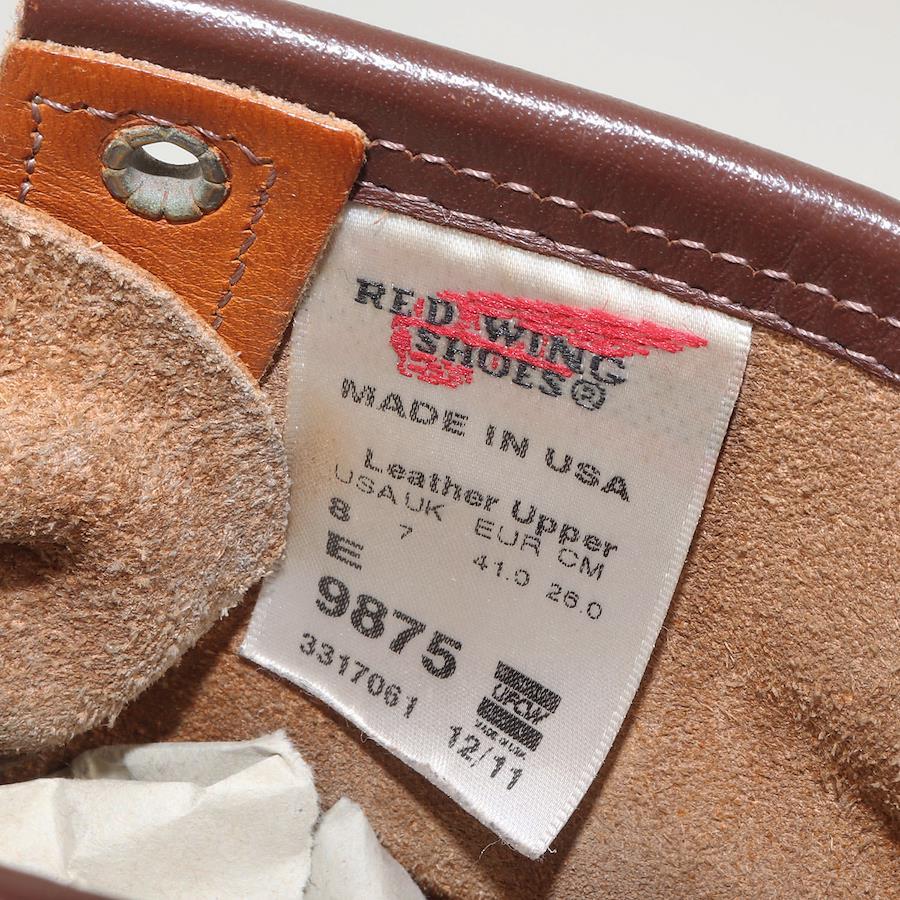 RED WING
SHOES®
MADE IN USA
Leather Upper
USA UK EUR CM
8 7 41.0 26.0
E
9875
3317061
UFCW
MADE IN USA
12/11